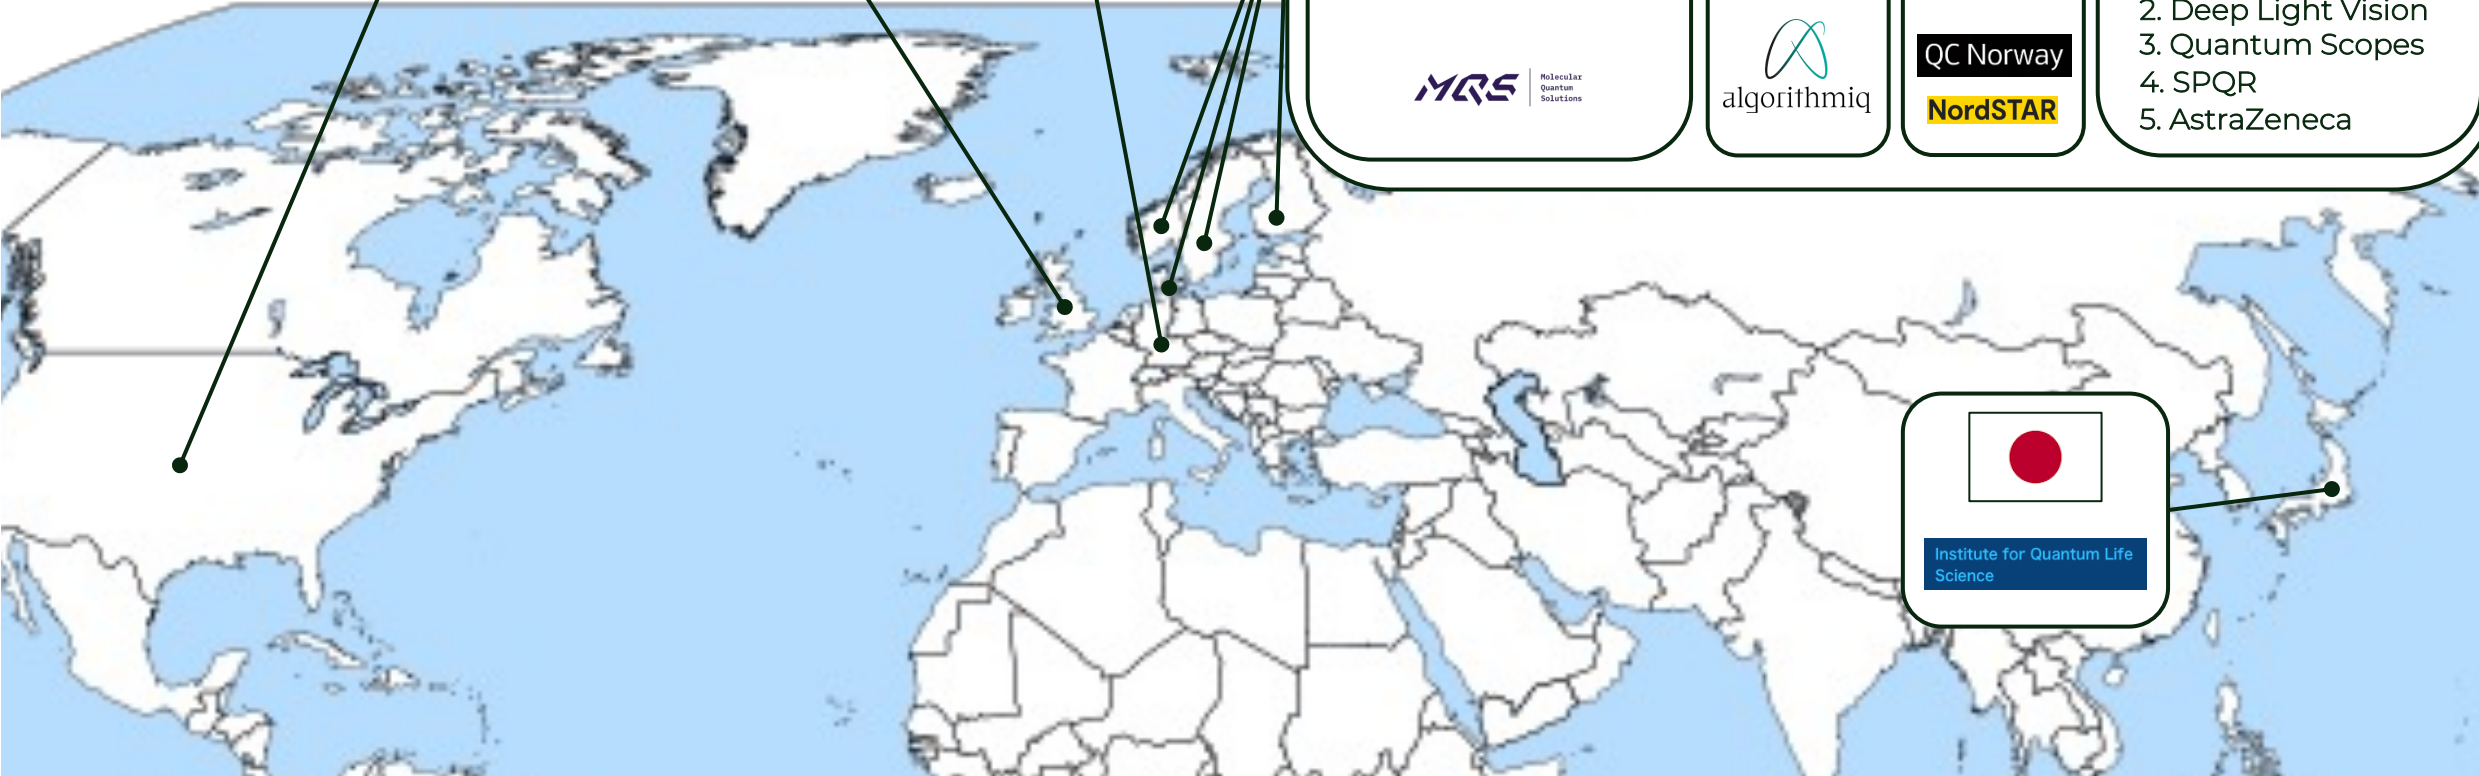 MQS
Molecular
Quantum
Solutions
algorithmiq
QC Norway
NordSTAR
2. Deep Light Vision
3. Quantum Scopes
4. SPQR
5. AstraZeneca
Institute for Quantum Life
Science